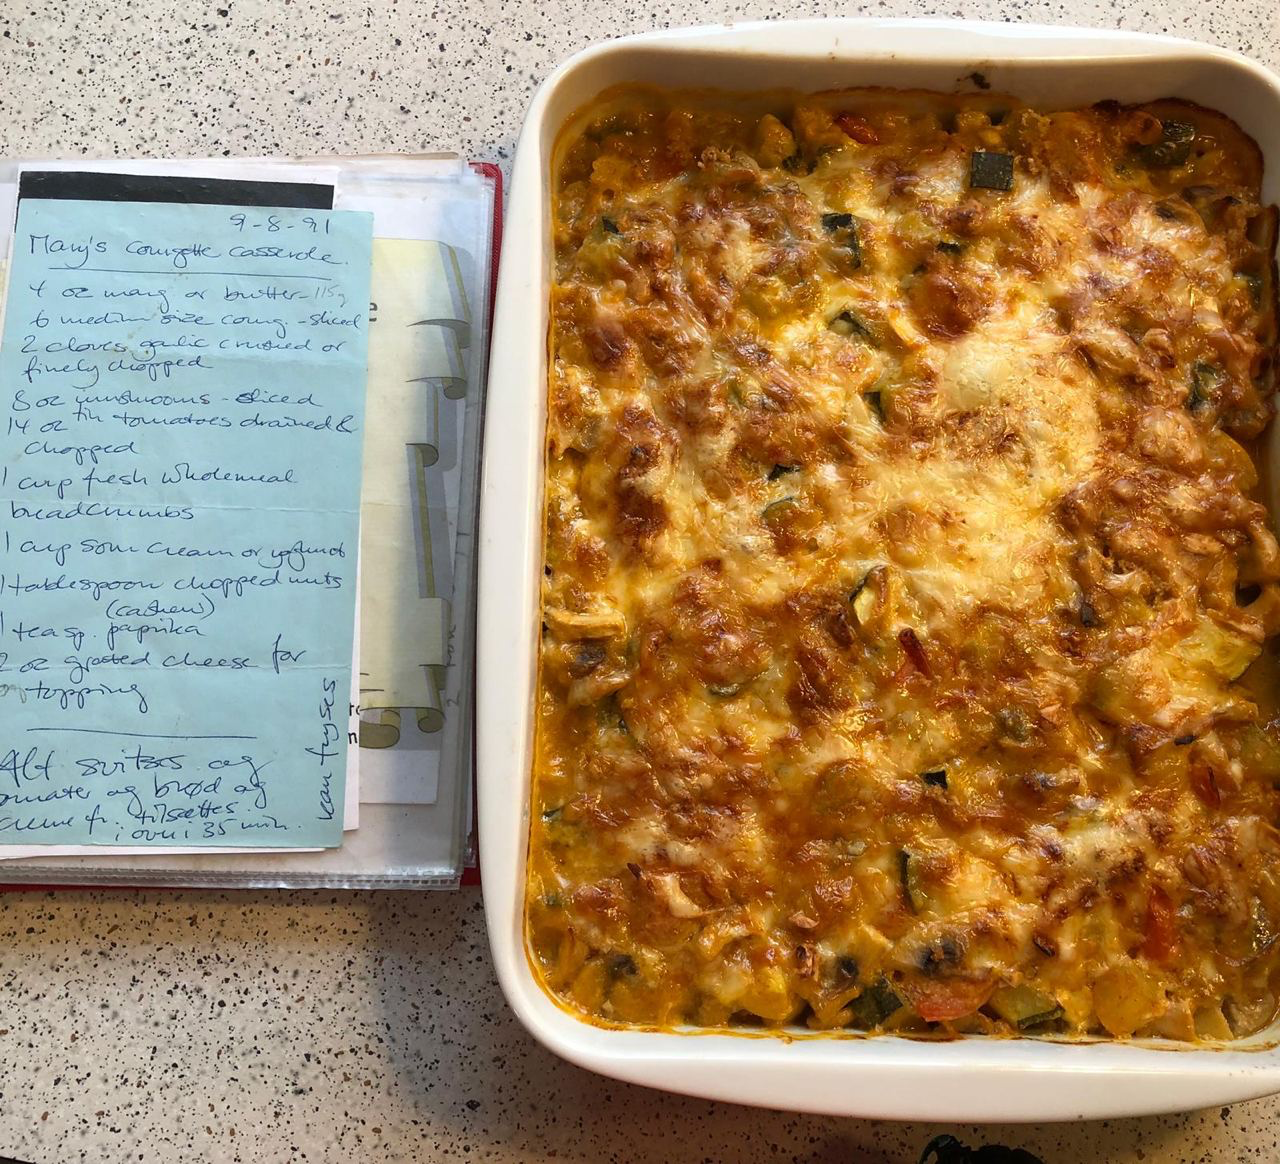 9-8-91
Mary's courgette casserole.
4 oz marg or butter - 115g
6 medium size courg - sliced
2 cloves garlic crushed or
finely chopped
8 oz mushrooms - sliced
14 oz tin tomatoes drained &
chopped
1 cup fresh wholemeal
breadcrumbs
1 cup sour cream or yoghurt
1 tablespoon chopped nuts
(cashew)
1 teasp. paprika
2 oz grated cheese for
topping
Alt svitses og
tomater og brød og
creme fr. tilsættes.
i ovn i 35 min.
kan fryses